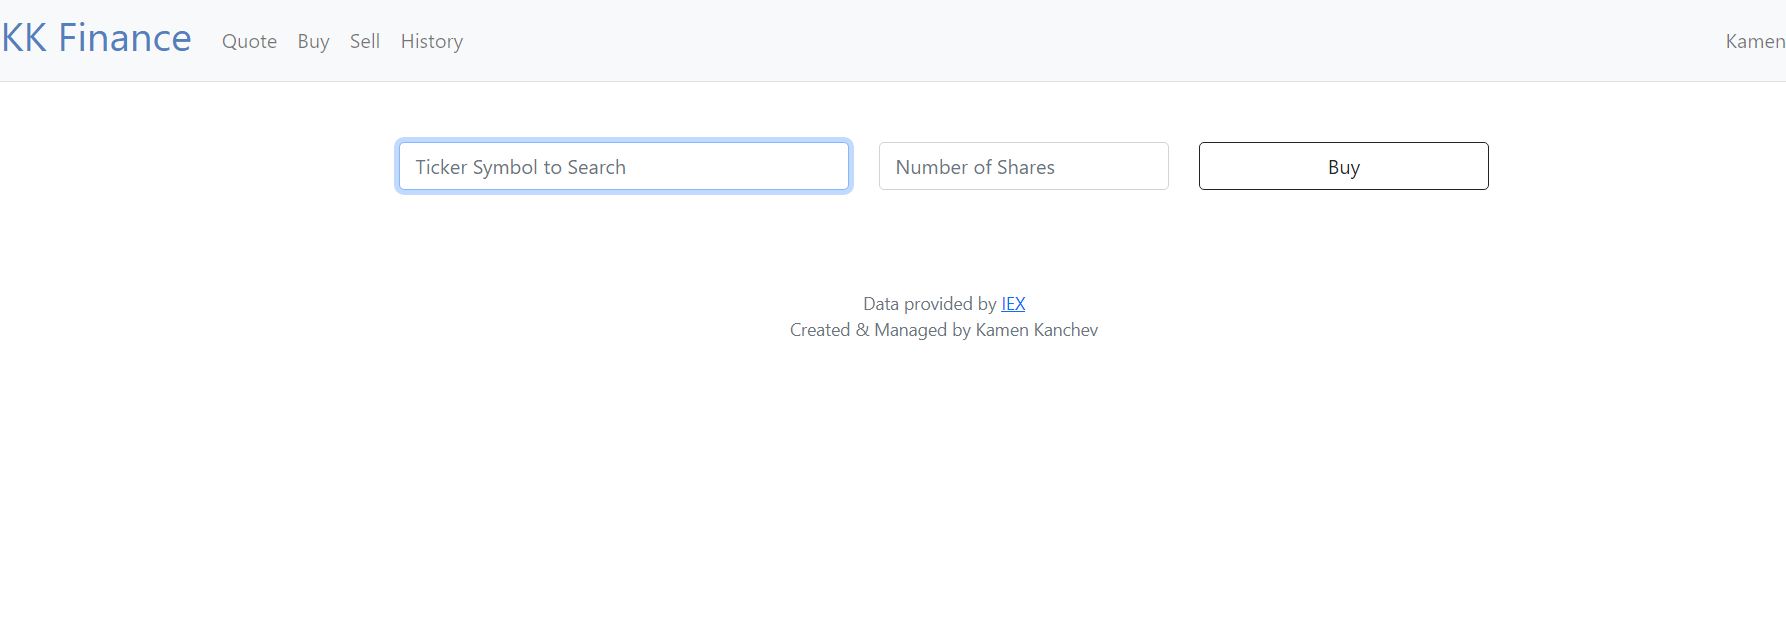 KK Finance Quote Buy Sell History Kamen
Ticker Symbol to Search Number of Shares Buy
Data provided by IEX
Created & Managed by Kamen Kanchev